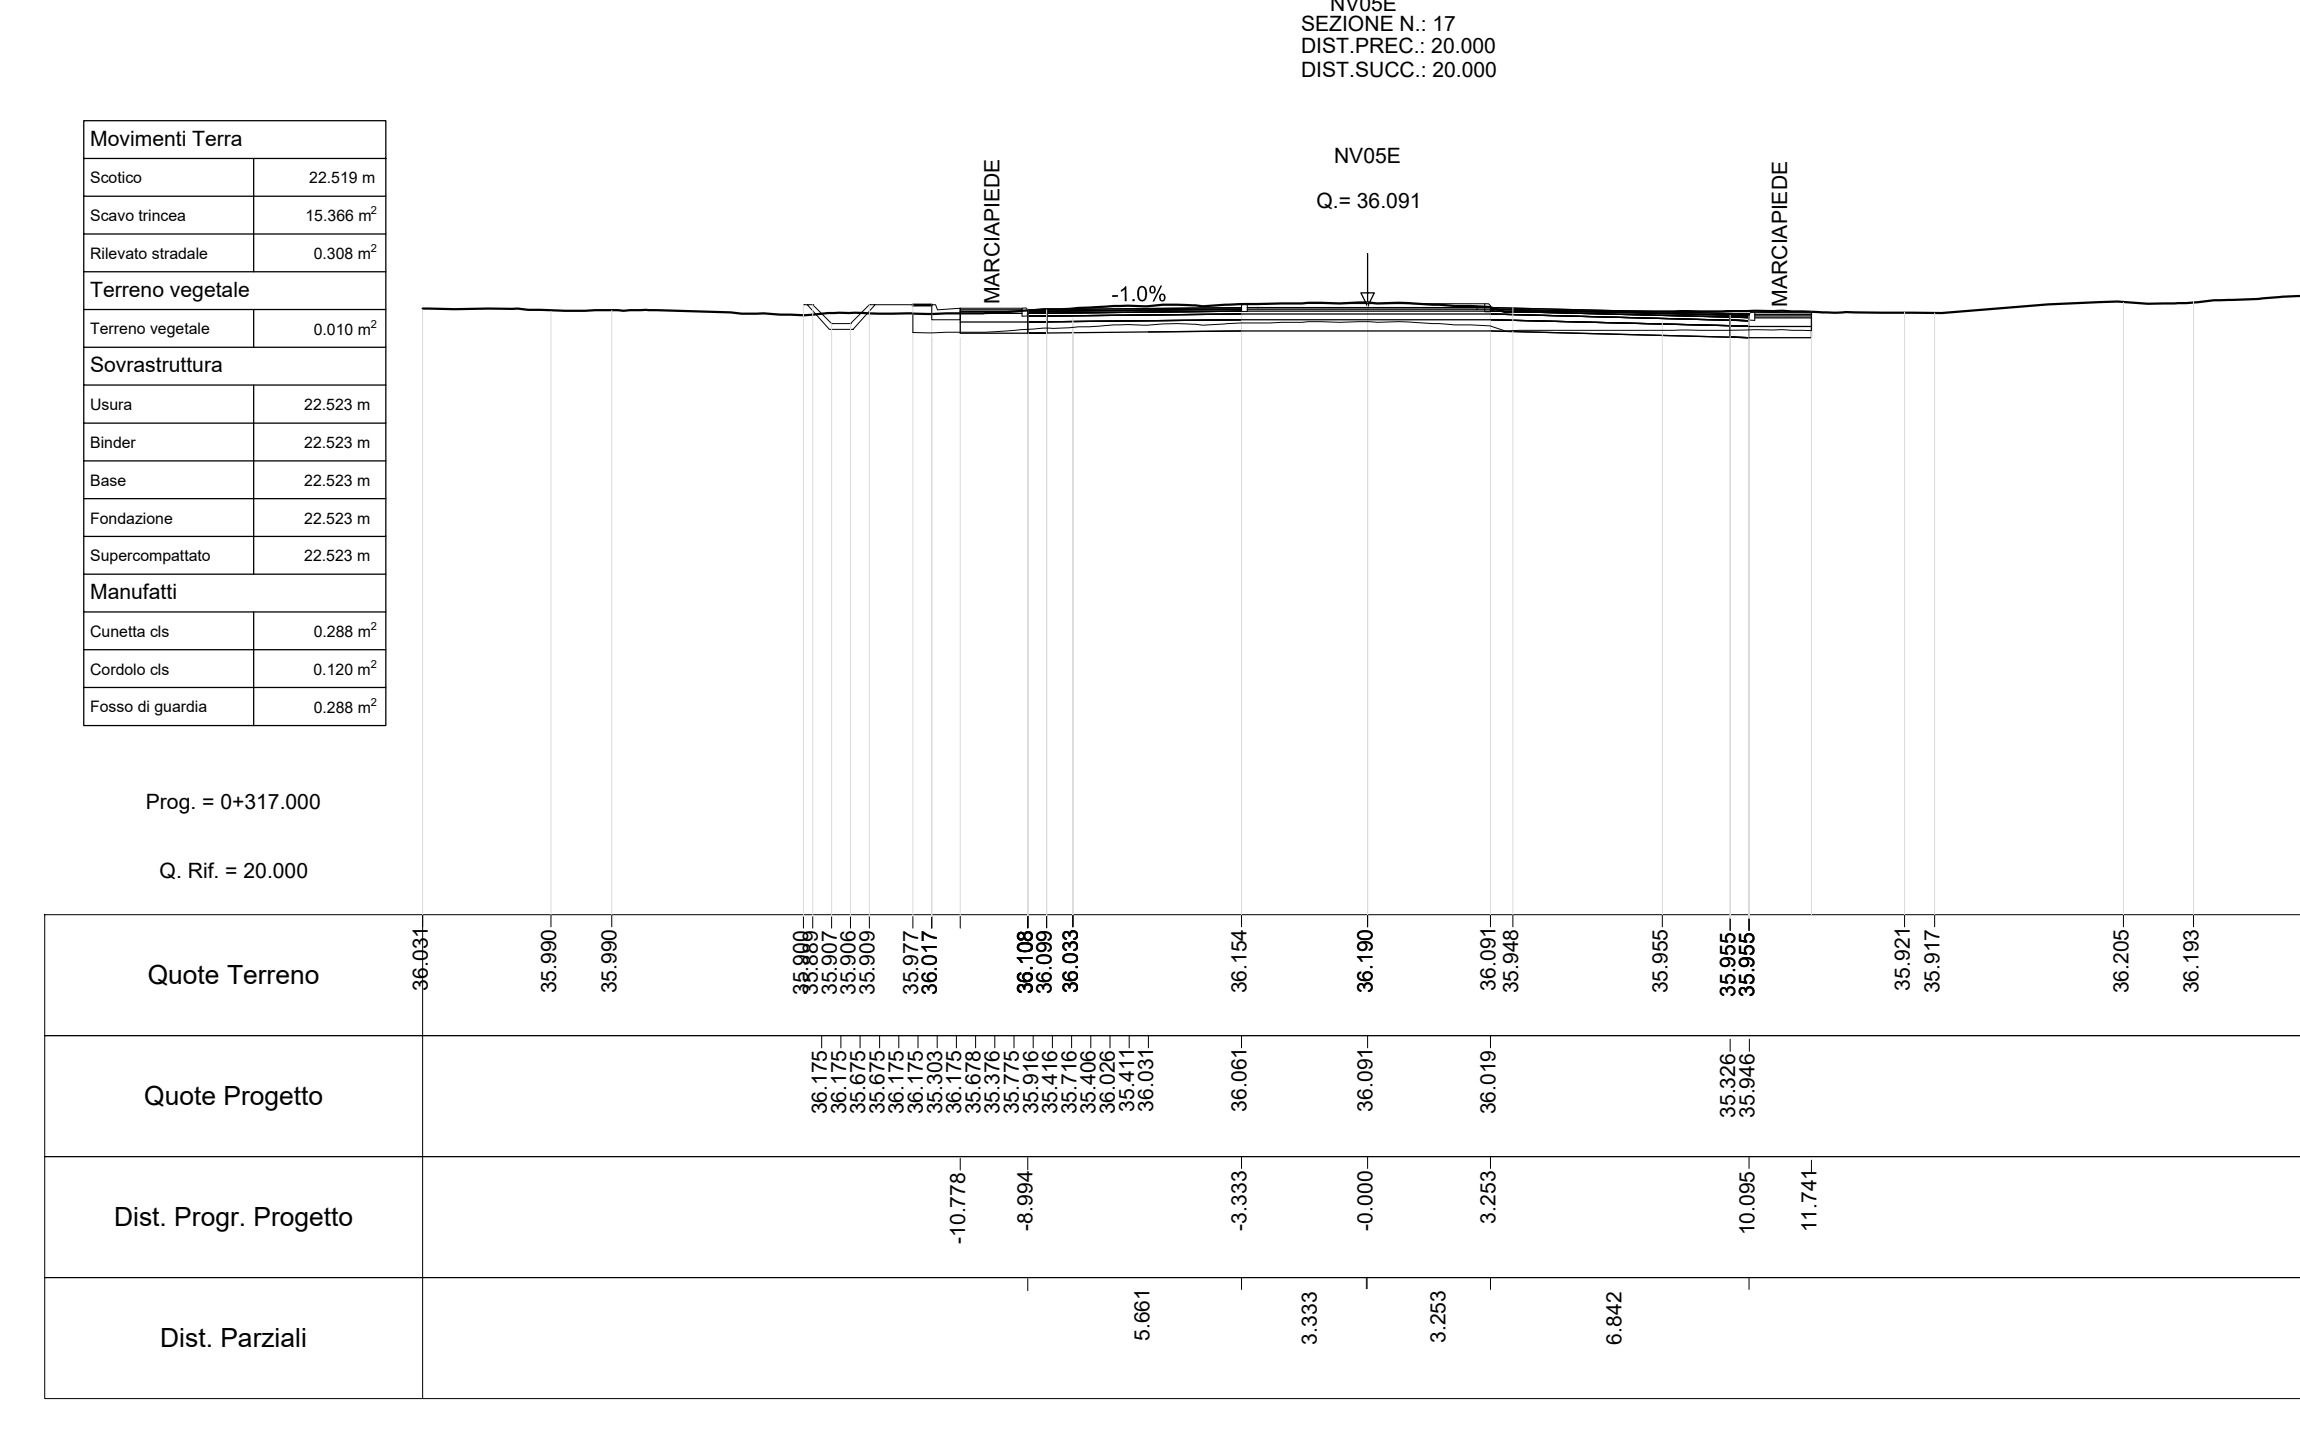 NV05E
SEZIONE N.: 17
DIST.PREC.: 20.000
DIST.SUCC.: 20.000
NV05E
Q.= 36.091
MARCIAPIEDE
MARCIAPIEDE
-1.0%
Movimenti Terra
Scotico 22.519 m
Scavo trincea 15.366 m²
Rilevato stradale 0.308 m²
Terreno vegetale
Terreno vegetale 0.010 m²
Sovrastruttura
Usura 22.523 m
Binder 22.523 m
Base 22.523 m
Fondazione 22.523 m
Supercompattato 22.523 m
Manufatti
Cunetta cls 0.288 m²
Cordolo cls 0.120 m²
Fosso di guardia 0.288 m²
Prog. = 0+317.000
Q. Rif. = 20.000
Quote Terreno 36.031 35.990 35.990 35.900 35.889 35.907 35.906 35.909 35.977 36.017 36.108 36.099 36.033 36.154 36.190 36.091 35.948 35.955 35.955 35.955 35.921 35.917 36.205 36.193
Quote Progetto 36.175 36.175 35.675 35.675 36.175 36.175 35.303 36.175 35.678 35.376 35.775 35.916 35.416 35.716 35.406 36.026 35.411 36.031 36.061 36.091 36.019 35.326 35.946
Dist. Progr. Progetto -10.778 -8.994 -3.333 -0.000 3.253 10.095 11.741
Dist. Parziali 5.661 3.333 3.253 6.842